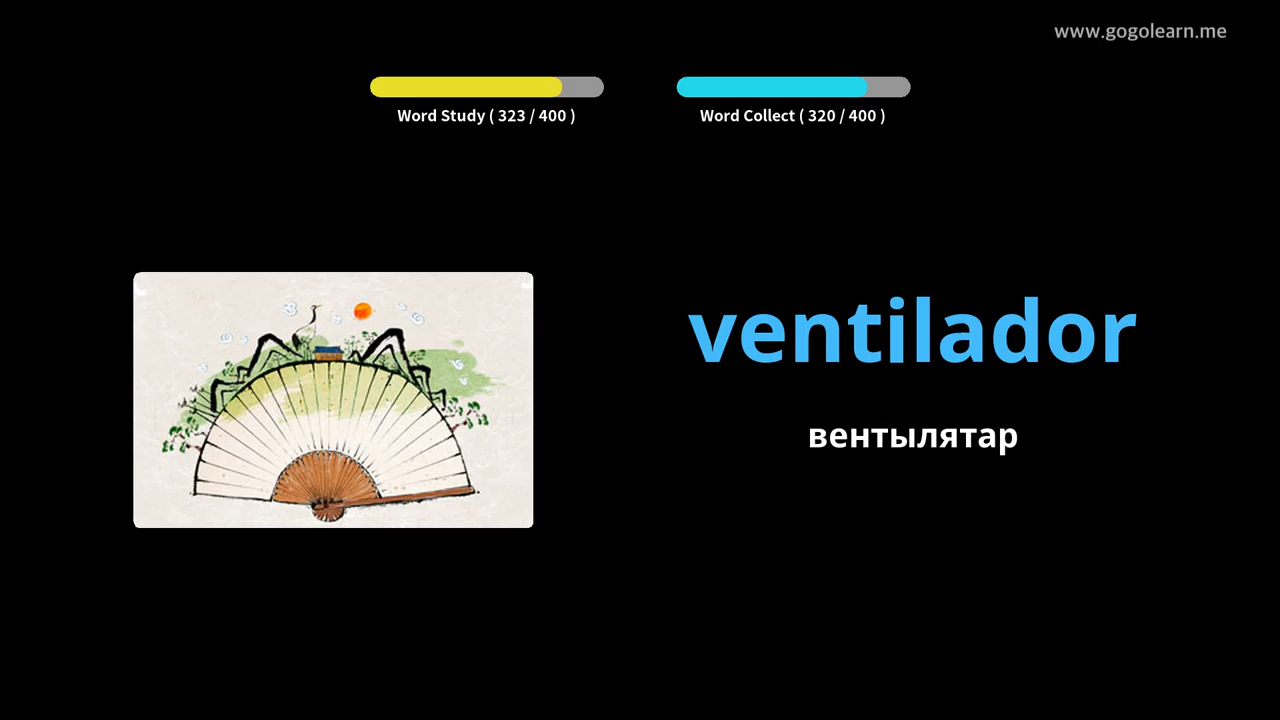 www.gogolearn.me
Word Study ( 323 / 400 )
Word Collect ( 320 / 400 )
ventilador
вентылятар